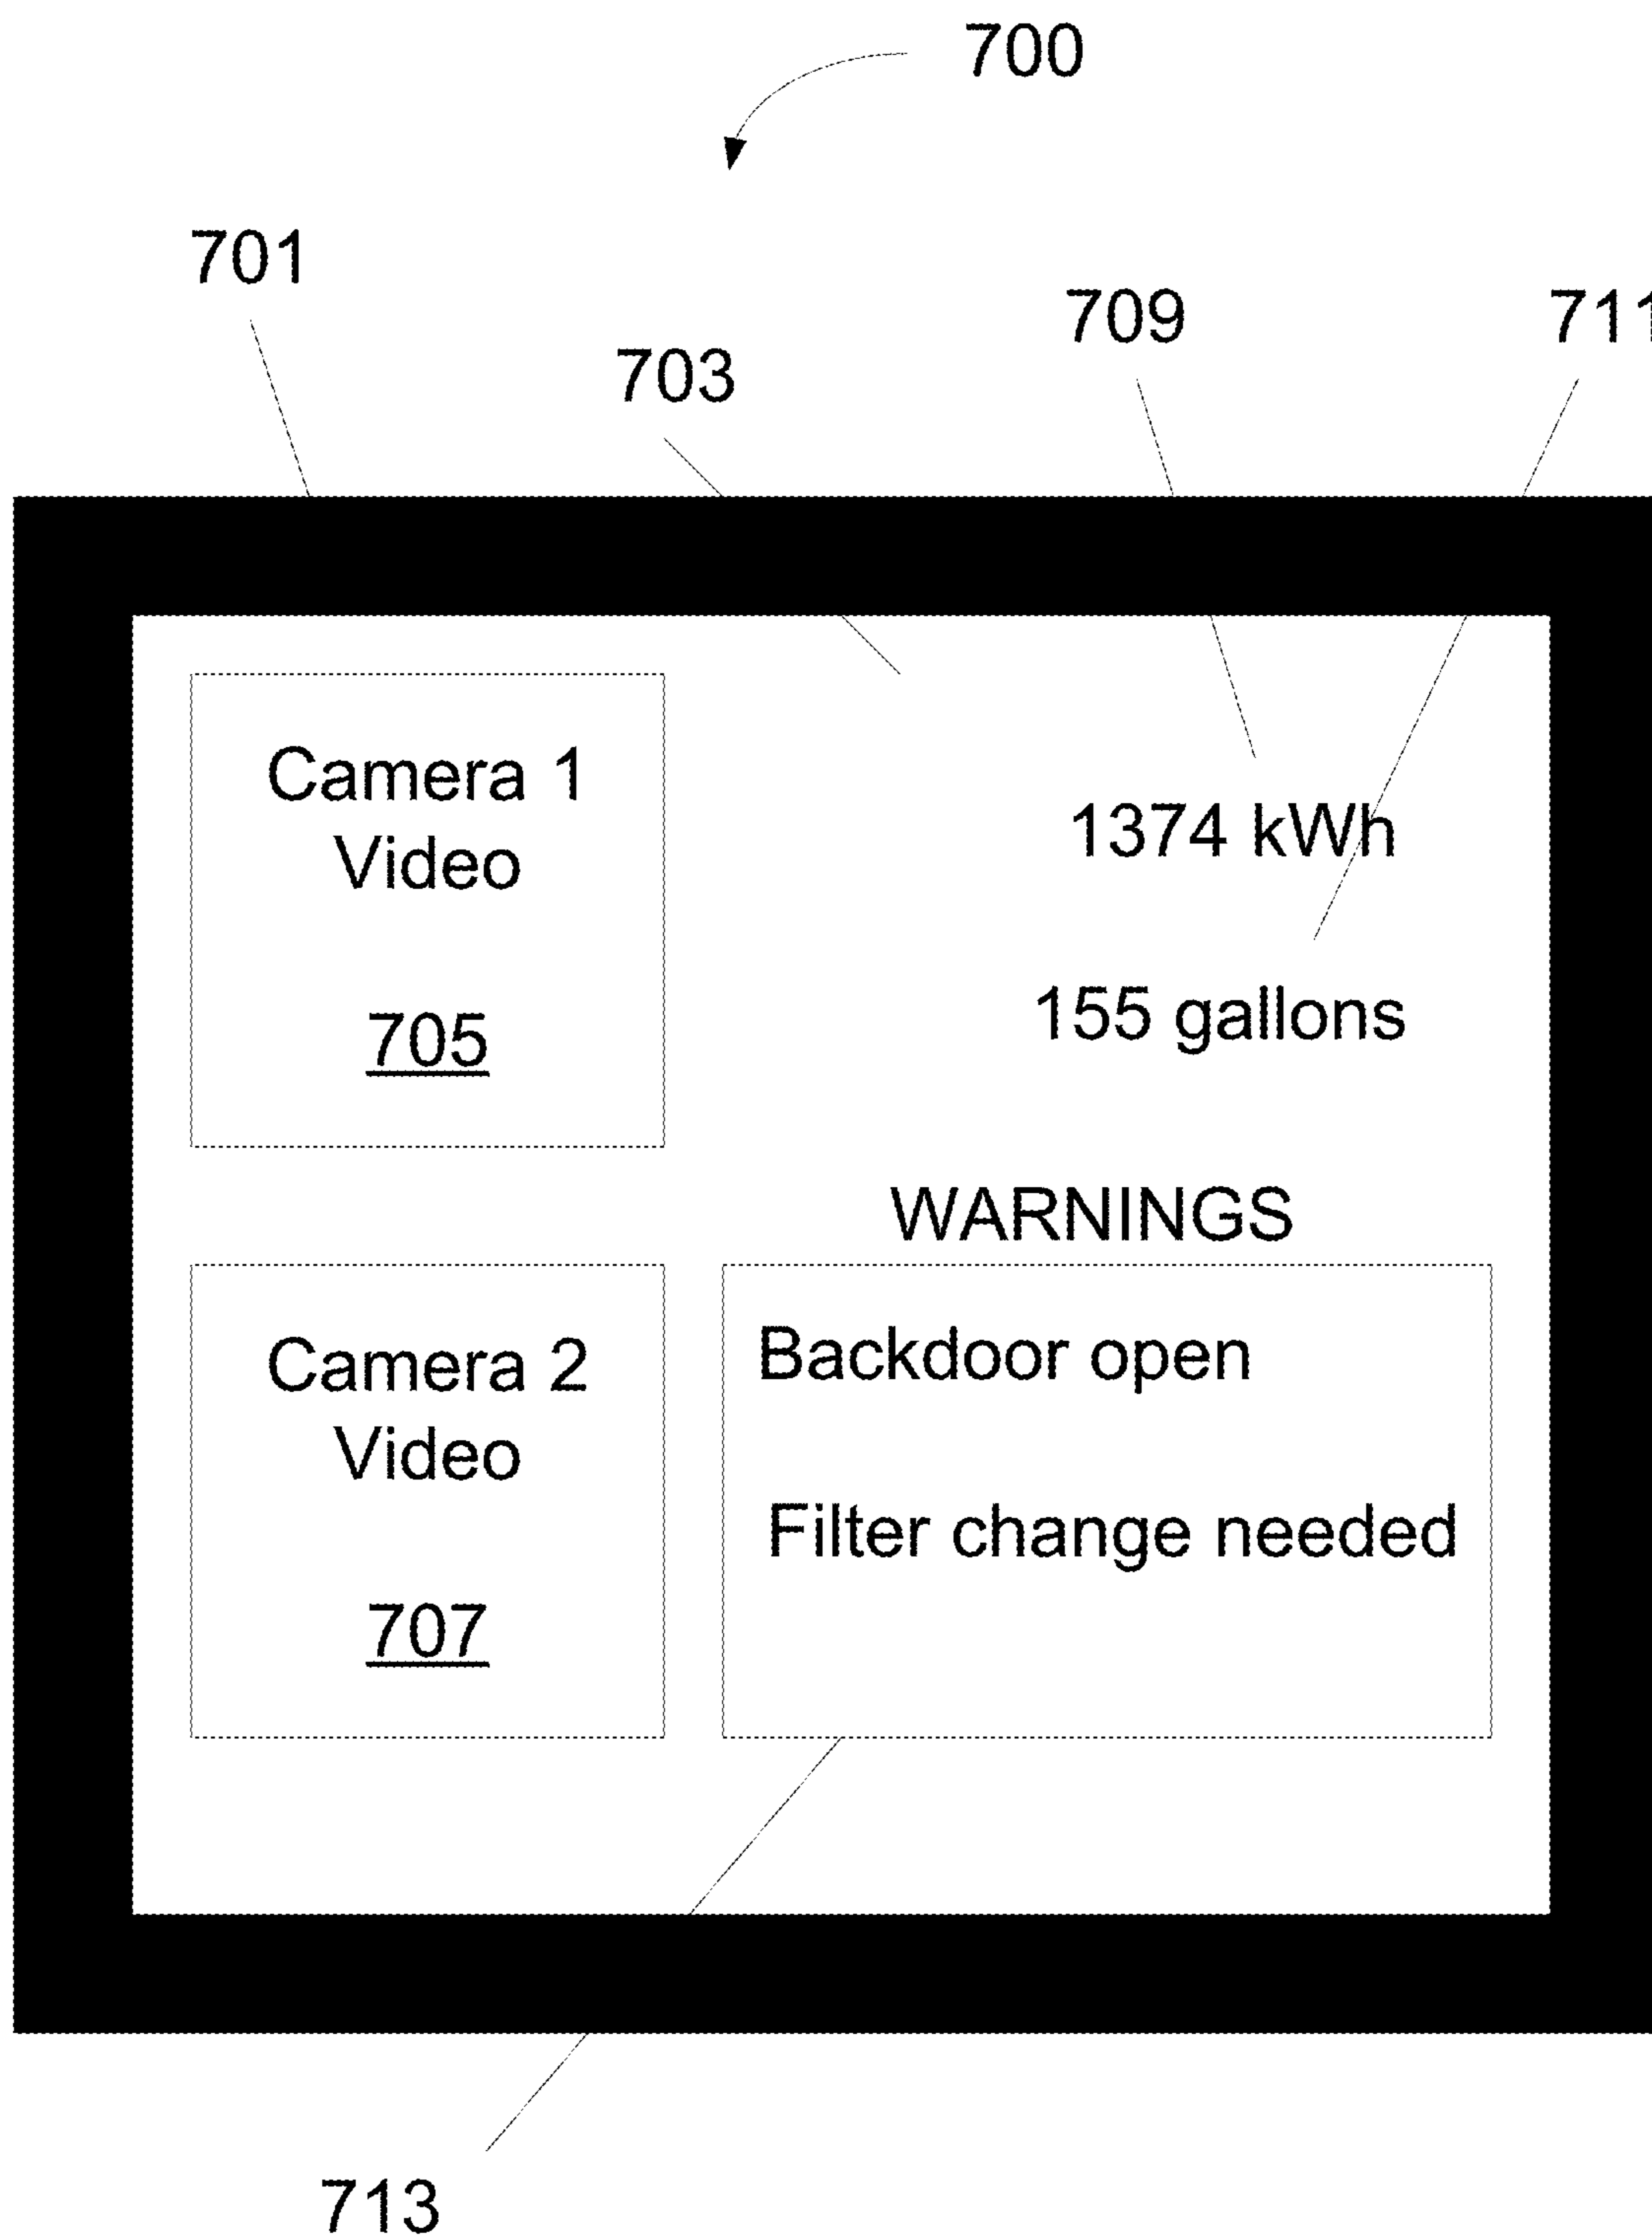 700
701
703
709
711
Camera 1
Video
705
1374 kWh
155 gallons
WARNINGS
Camera 2
Video
707
Backdoor open
Filter change needed
713